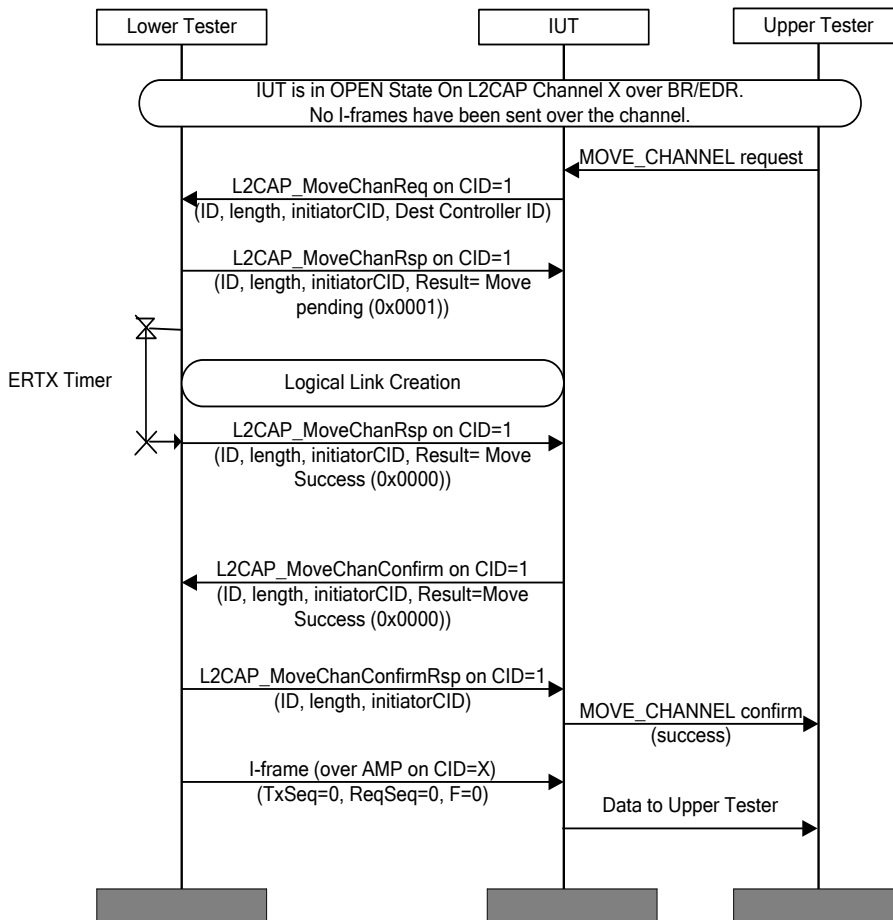 Lower Tester
IUT
Upper Tester
IUT is in OPEN State On L2CAP Channel X over BR/EDR.
No I-frames have been sent over the channel.
MOVE_CHANNEL request
L2CAP_MoveChanReq on CID=1
(ID, length, initiatorCID, Dest Controller ID)
L2CAP_MoveChanRsp on CID=1
(ID, length, initiatorCID, Result= Move
pending (0x0001))
ERTX Timer
Logical Link Creation
L2CAP_MoveChanRsp on CID=1
(ID, length, initiatorCID, Result= Move
Success (0x0000))
L2CAP_MoveChanConfirm on CID=1
(ID, length, initiatorCID, Result=Move
Success (0x0000))
L2CAP_MoveChanConfirmRsp on CID=1
(ID, length, initiatorCID)
MOVE_CHANNEL confirm
(success)
I-frame (over AMP on CID=X)
(TxSeq=0, ReqSeq=0, F=0)
Data to Upper Tester